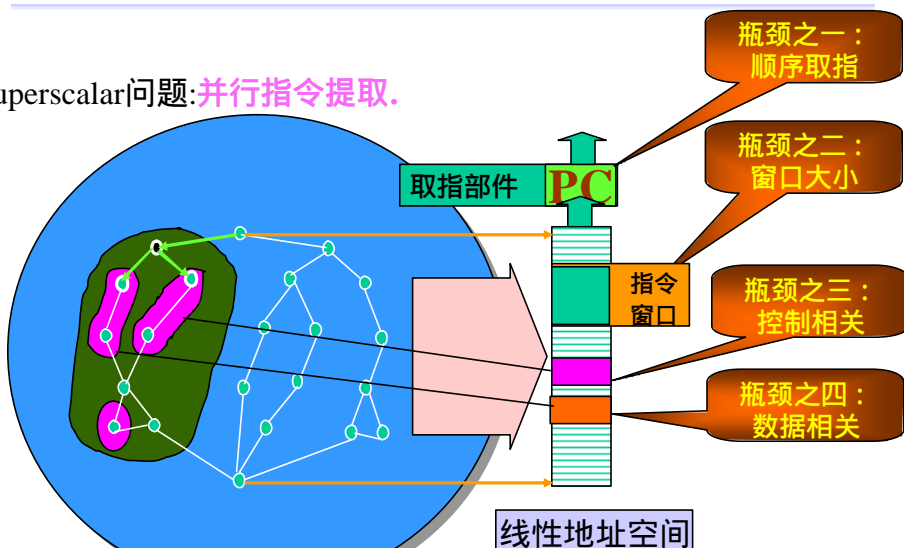 uperscalar问题:并行指令提取.
瓶颈之一：
顺序取指
瓶颈之二：
窗口大小
取指部件
PC
指令
窗口
瓶颈之三：
控制相关
瓶颈之四：
数据相关
线性地址空间